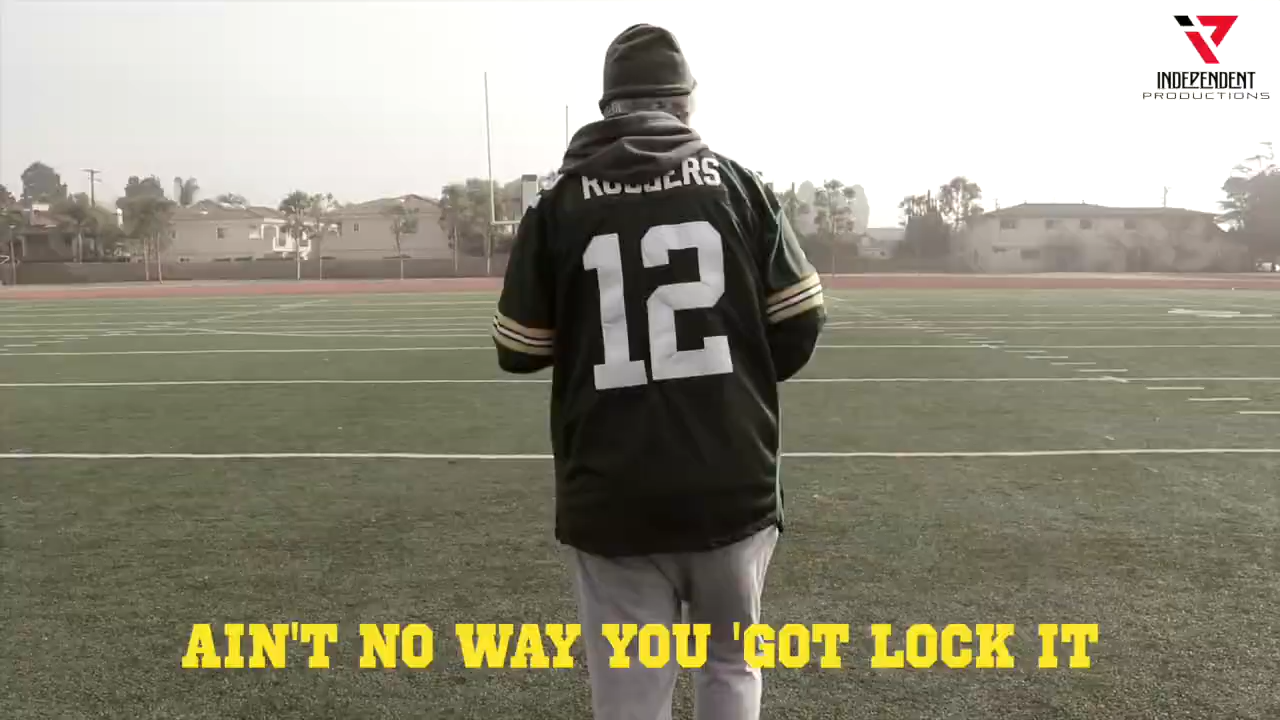 INDEPENDENT
PRODUCTIONS
RODGERS
12
AIN'T NO WAY YOU 'GOT LOCK IT